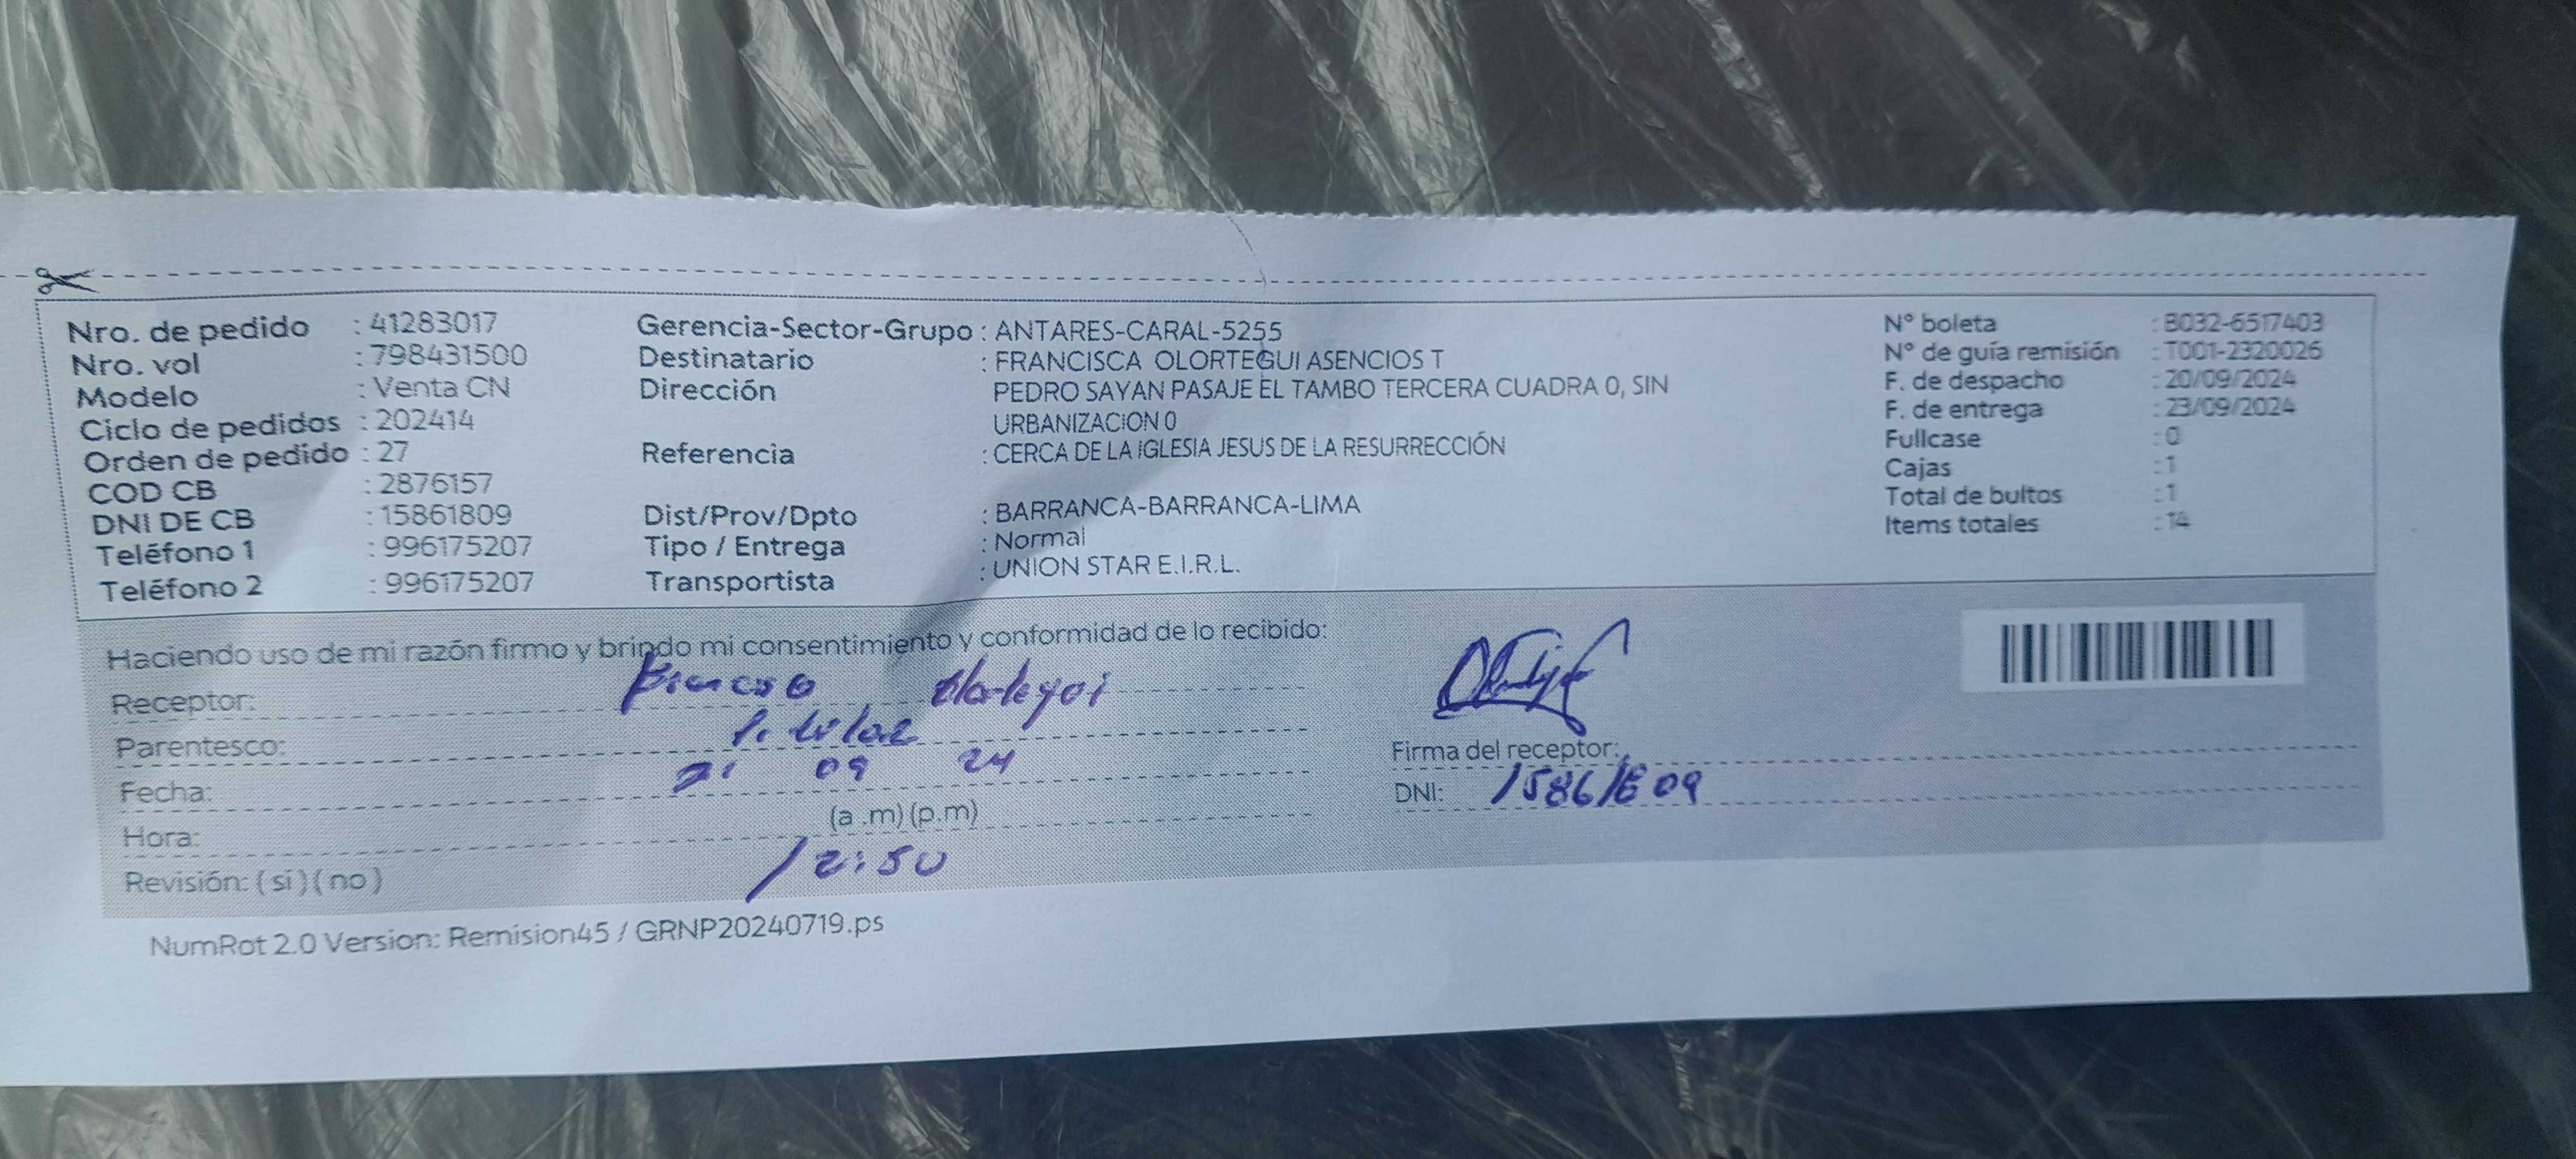 Nro. de pedido : 41283017
Nro. vol : 798431500
Modelo : Venta CN
Ciclo de pedidos : 202414
Orden de pedido : 27
COD CB : 2876157
DNI DE CB : 15861809
Teléfono 1 : 996175207
Teléfono 2 : 996175207
Gerencia-Sector-Grupo : ANTARES-CARAL-5255
Destinatario : FRANCISCA OLORTEGUI ASENCIOS T
Dirección PEDRO SAYAN PASAJE EL TAMBO TERCERA CUADRA 0, SIN
URBANIZACION 0
Referencia : CERCA DE LA IGLESIA JESUS DE LA RESURRECCIÓN
Dist/Prov/Dpto : BARRANCA-BARRANCA-LIMA
Tipo / Entrega : Normal
Transportista : UNION STAR E.I.R.L.
N° boleta : B032-6517403
N° de guía remisión : T001-2320026
F. de despacho : 20/09/2024
F. de entrega : 23/09/2024
Fullcase : 0
Cajas : 1
Total de bultos : 1
Items totales : 14
Haciendo uso de mi razón firmo y brindo mi consentimiento y conformidad de lo recibido:
Receptor: Olortegui
Parentesco:
Fecha: 09 24
Hora: (a .m) (p.m)
12:50
Revisión: ( si ) ( no )
Firma del receptor:
DNI: 15861809
NumRot 2.0 Version: Remision45 / GRNP20240719.ps